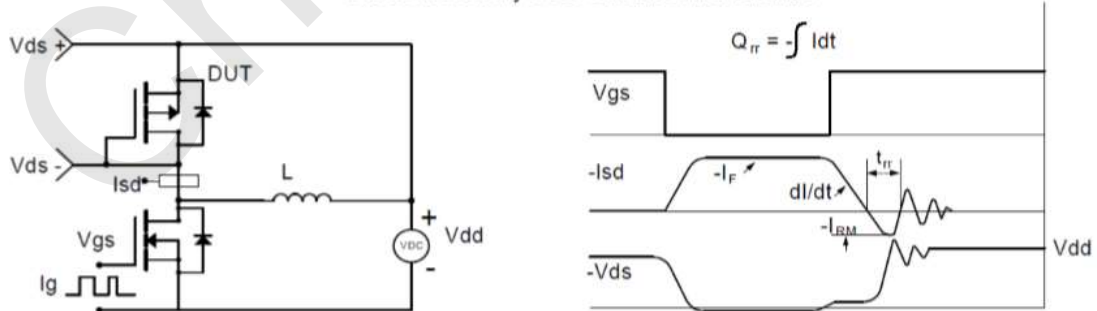 Vds +
DUT
Vds -
Isd
L
Vgs
Ig
+
VDC
-
Vdd
Qrr = -∫ Idt
Vgs
-Isd
-IF
dI/dt
trr
-IRM
-Vds
Vdd